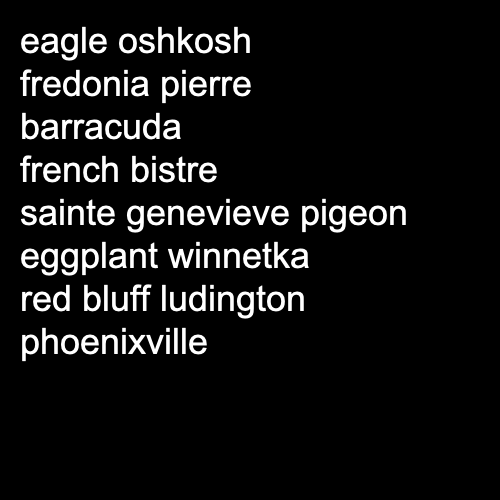 eagle oshkosh
fredonia pierre
barracuda
french bistre
sainte genevieve pigeon
eggplant winnetka
red bluff ludington
phoenixville